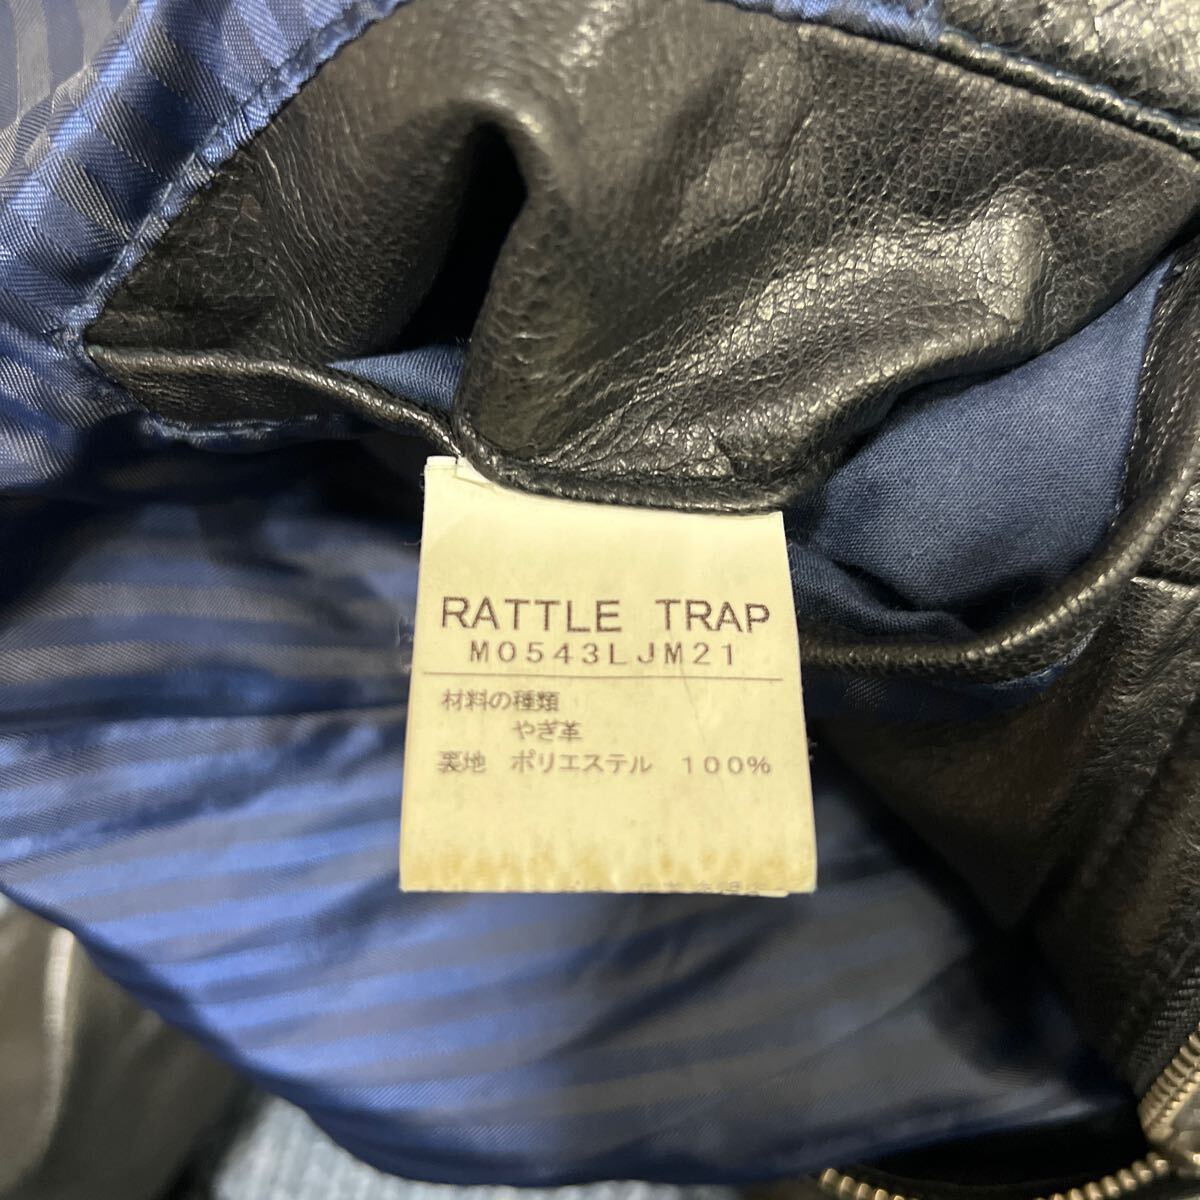 RATTLE TRAP
M0543LJM21
材料の種類
やぎ革
裏地 ポリエステル 100%